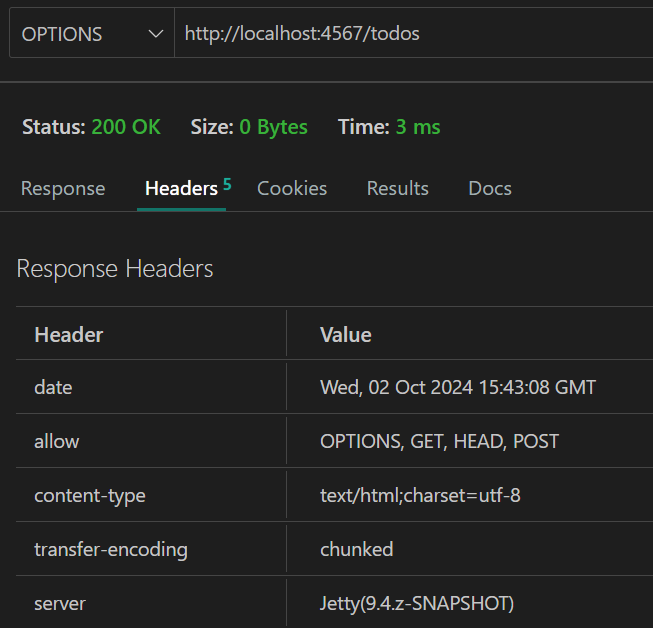 OPTIONS http://localhost:4567/todos
Status: 200 OK Size: 0 Bytes Time: 3 ms
Response Headers 5 Cookies Results Docs
Response Headers
Header Value
date Wed, 02 Oct 2024 15:43:08 GMT
allow OPTIONS, GET, HEAD, POST
content-type text/html;charset=utf-8
transfer-encoding chunked
server Jetty(9.4.z-SNAPSHOT)